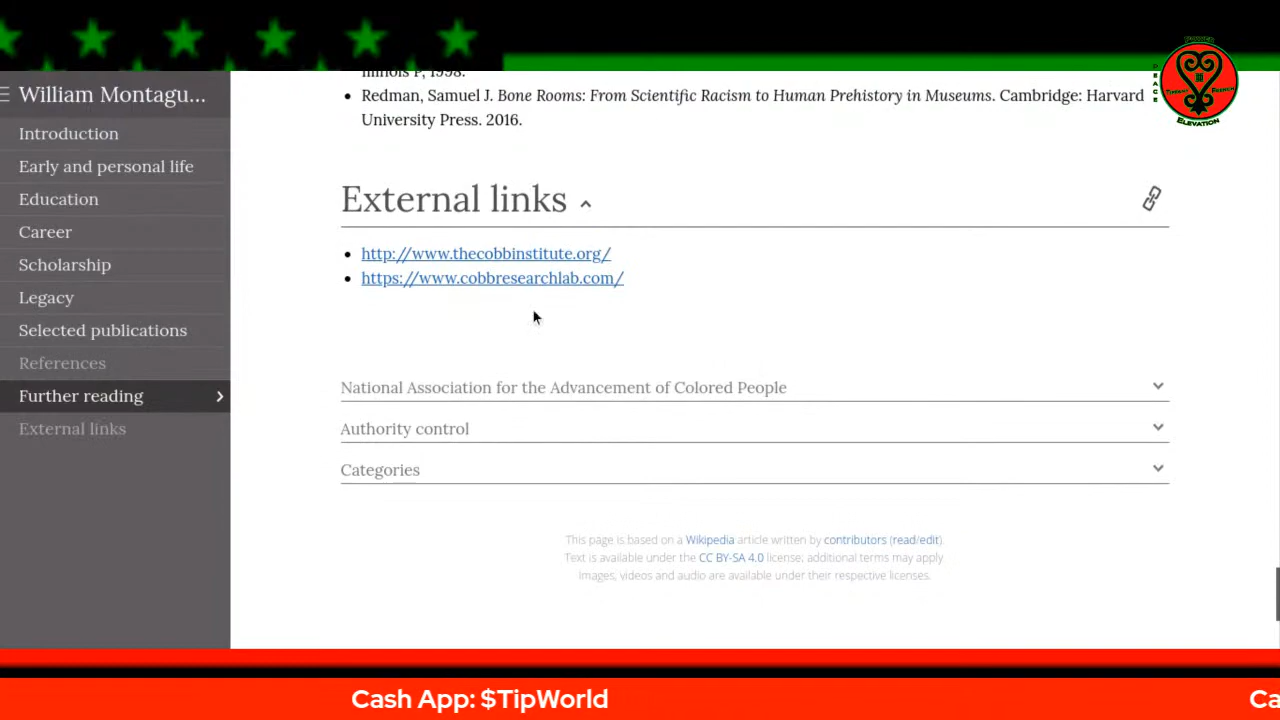 William Montagu...
Introduction
Early and personal life
Education
Career
Scholarship
Legacy
Selected publications
References
Further reading
External links
Illinois P, 1998.
Redman, Samuel J. Bone Rooms: From Scientific Racism to Human Prehistory in Museums. Cambridge: Harvard
University Press. 2016.
External links
http://www.thecobbinstitute.org/
https://www.cobbresearchlab.com/
National Association for the Advancement of Colored People
Authority control
Categories
This page is based on a Wikipedia article written by contributors (read/edit).
Text is available under the CC BY-SA 4.0 license; additional terms may apply
images, videos and audio are available under their respective licenses.
POWER
PEACE
ELEVATION
Cash App: $TipWorld
Ca